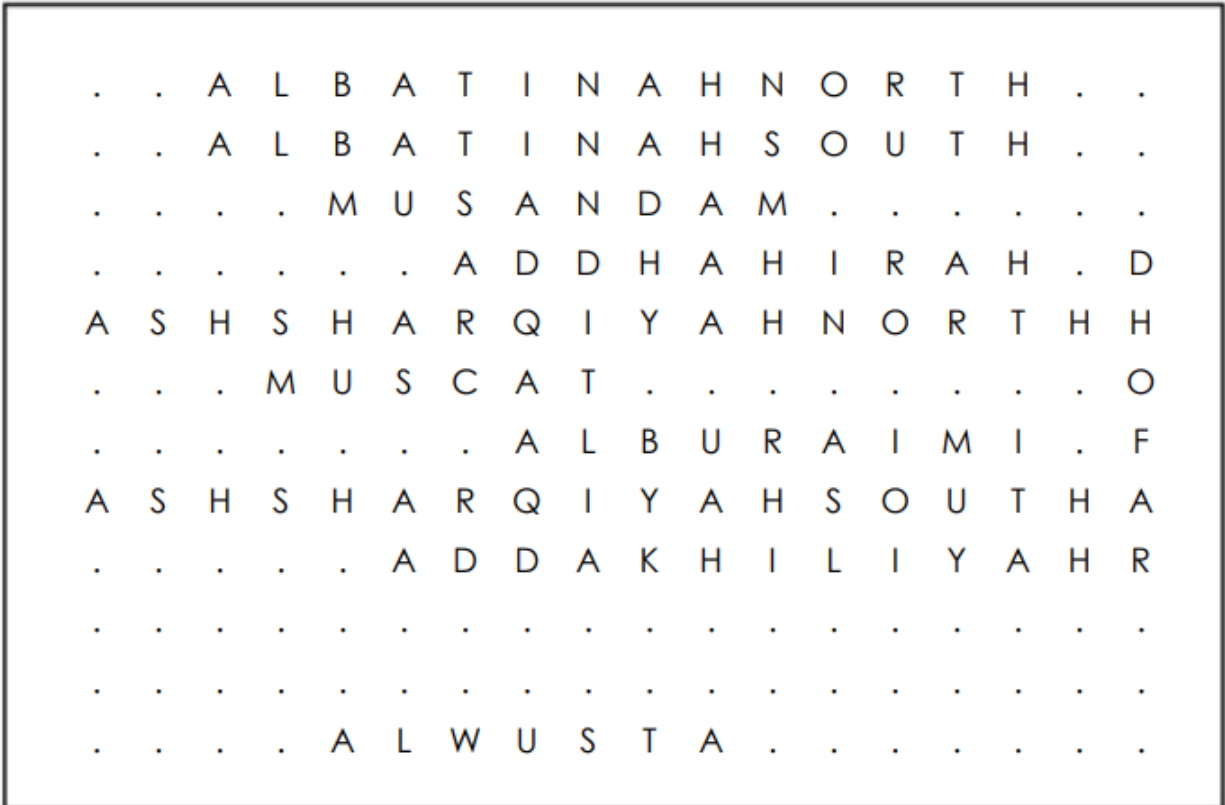 . . A L B A T I N A H N O R T H . .
. . A L B A T I N A H S O U T H . .
. . . . M U S A N D A M . . . . . .
. . . . . . A D D H A H I R A H . D
A S H S H A R Q I Y A H N O R T H H
. . . M U S C A T . . . . . . . . O
. . . . . . . A L B U R A I M I . F
A S H S H A R Q I Y A H S O U T H A
. . . . . A D D A K H I L I Y A H R
. . . . . . . . . . . . . . . . . .
. . . . . . . . . . . . . . . . . .
. . . . A L W U S T A . . . . . . .